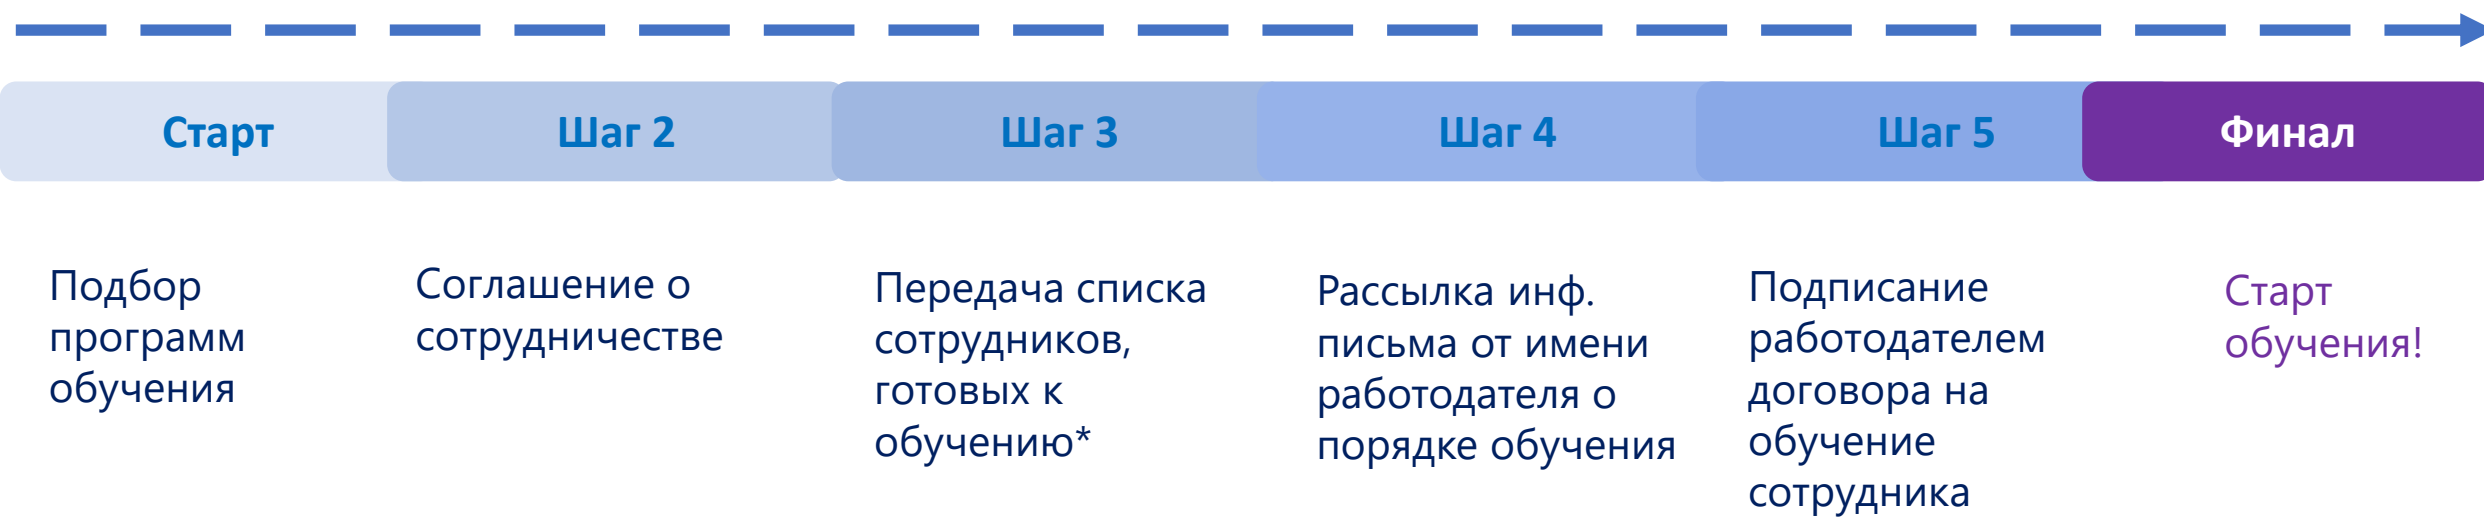 Старт
Шаг 2
Шаг 3
Шаг 4
Шаг 5
Финал
Подбор
программ
обучения
Соглашение о
сотрудничестве
Передача списка
сотрудников,
готовых к
обучению*
Рассылка инф.
письма от имени
работодателя о
порядке обучения
Подписание
работодателем
договора на
обучение
сотрудника
Старт
обучения!